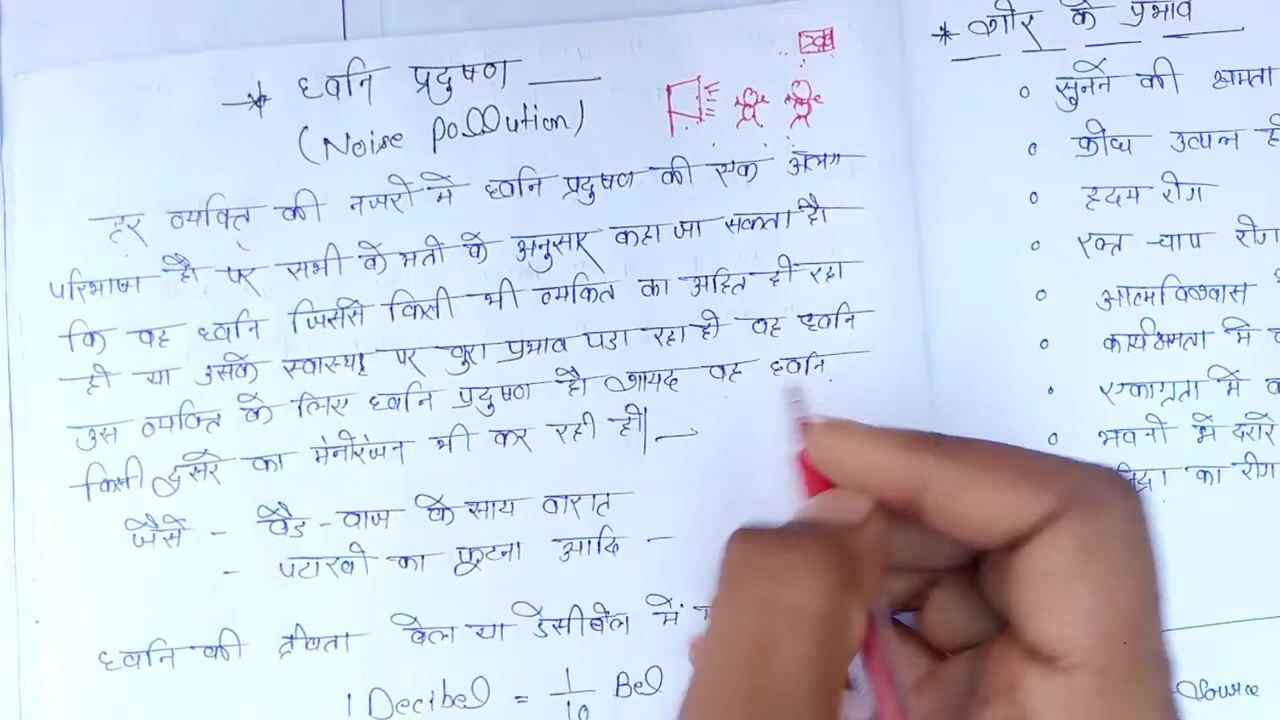 ध्वनि प्रदुषण
(Noise pollution)
हर व्यक्ति की नजरो में ध्वनि प्रदुषण की एक अलग
परिभाषा है पर सभी के मतो के अनुसार कहा जा सकता है।
कि वह ध्वनि जिससे किसी भी व्यकित का अहित हो रहा
हो या उसके स्वास्थ्य पर बुरा प्रभाव पडा रहा हो वह ध्वनि
उस व्यक्ति के लिए ध्वनि प्रदुषण है। शायद वह ध्वनि
किसी दुसरे का मंनोरंजन भी कर रही हो।
जैसे - बैंड-बाज के साथ बारात
- पटाखो का फूटना आदि -
ध्वनि की तीव्रता बेल या डेसीबेल में
1 Decibel = 1/10 Bel
* शोर के प्रभाव
सुनने की क्षमता
क्रोध उत्पन्न
हृदय रोग
रक्त चाप रोग
आत्मविश्वास
कार्यक्षमता मे
एकाग्रता में
भवनो मे दरारे
का रोग
Source